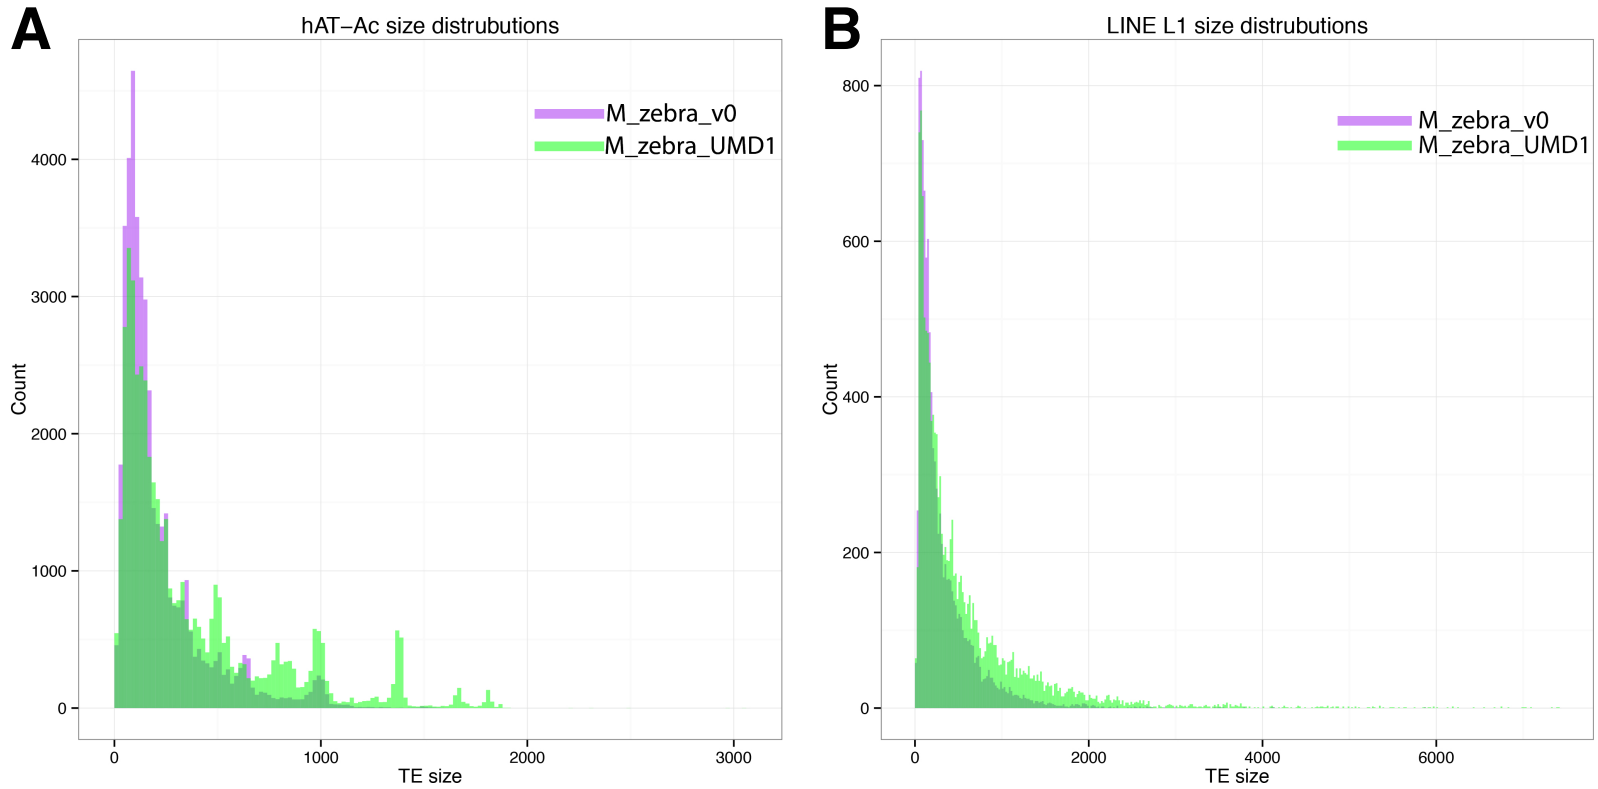 A
hAT−Ac size distrubutions
M_zebra_v0
M_zebra_UMD1
4000
3000
2000
1000
0
Count
0 1000 2000 3000
TE size
B
LINE L1 size distrubutions
M_zebra_v0
M_zebra_UMD1
800
600
400
200
0
Count
0 2000 4000 6000
TE size